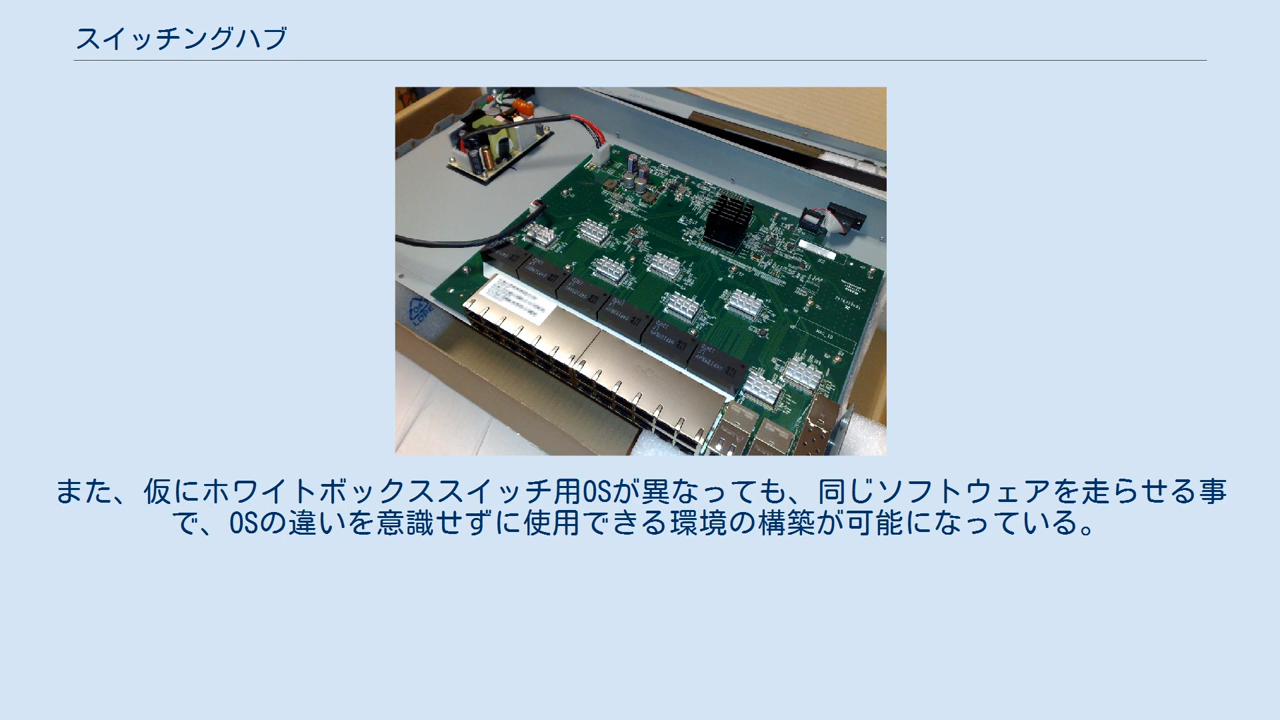 スイッチングハブ
また、仮にホワイトボックススイッチ用OSが異なっても、同じソフトウェアを走らせる事
で、OSの違いを意識せずに使用できる環境の構築が可能になっている。